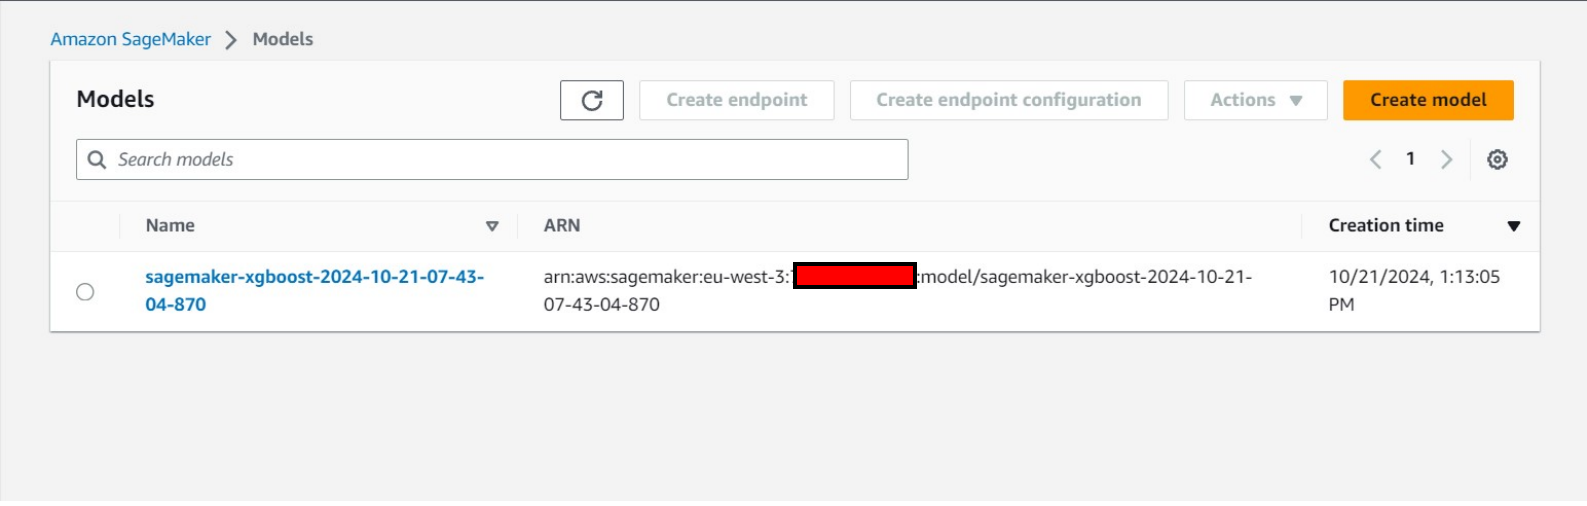 Amazon SageMaker > Models
Models
Create endpoint
Create endpoint configuration
Actions ▼
Create model
Search models
< 1 >
Name
ARN
Creation time
sagemaker-xgboost-2024-10-21-07-43-
04-870
arn:aws:sagemaker:eu-west-3: :model/sagemaker-xgboost-2024-10-21-
07-43-04-870
10/21/2024, 1:13:05
PM